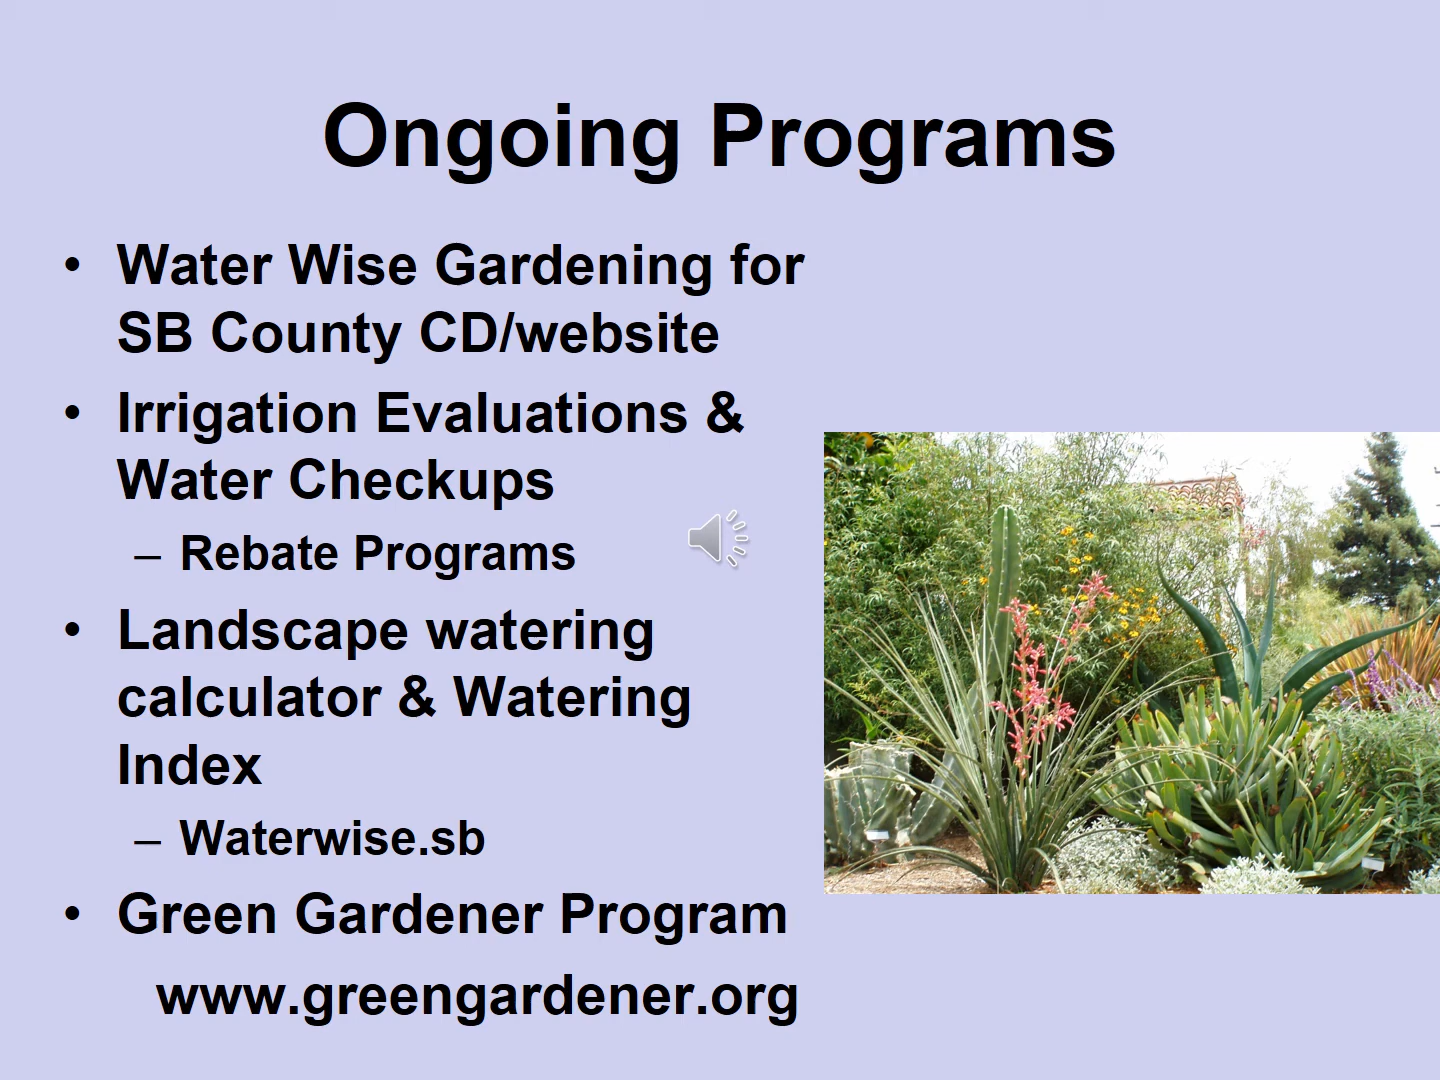 Ongoing Programs
• Water Wise Gardening for
SB County CD/website
• Irrigation Evaluations &
Water Checkups
– Rebate Programs
• Landscape watering
calculator & Watering
Index
– Waterwise.sb
• Green Gardener Program
www.greengardener.org